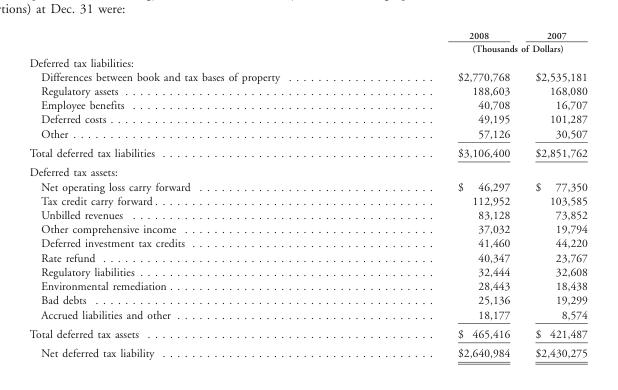 rtions) at Dec. 31 were:
2008 2007
(Thousands of Dollars)
Deferred tax liabilities:
Differences between book and tax bases of property . . . . . . . . . . . . . . . . . . . $2,770,768 $2,535,181
Regulatory assets . . . . . . . . . . . . . . . . . . . . . . . . . . . . . . . . . . . . . . . . 188,603 168,080
Employee benefits . . . . . . . . . . . . . . . . . . . . . . . . . . . . . . . . . . . . . . . 40,708 16,707
Deferred costs . . . . . . . . . . . . . . . . . . . . . . . . . . . . . . . . . . . . . . . . . . 49,195 101,287
Other . . . . . . . . . . . . . . . . . . . . . . . . . . . . . . . . . . . . . . . . . . . . . . . 57,126 30,507
Total deferred tax liabilities . . . . . . . . . . . . . . . . . . . . . . . . . . . . . . . . . . . $3,106,400 $2,851,762
Deferred tax assets:
Net operating loss carry forward . . . . . . . . . . . . . . . . . . . . . . . . . . . . . . $ 46,297 $ 77,350
Tax credit carry forward . . . . . . . . . . . . . . . . . . . . . . . . . . . . . . . . . . . . 112,952 103,585
Unbilled revenues . . . . . . . . . . . . . . . . . . . . . . . . . . . . . . . . . . . . . . . 83,128 73,852
Other comprehensive income . . . . . . . . . . . . . . . . . . . . . . . . . . . . . . . . 37,032 19,794
Deferred investment tax credits . . . . . . . . . . . . . . . . . . . . . . . . . . . . . . . 41,460 44,220
Rate refund . . . . . . . . . . . . . . . . . . . . . . . . . . . . . . . . . . . . . . . . . . . 40,347 23,767
Regulatory liabilities . . . . . . . . . . . . . . . . . . . . . . . . . . . . . . . . . . . . . . 32,444 32,608
Environmental remediation . . . . . . . . . . . . . . . . . . . . . . . . . . . . . . . . . . 28,443 18,438
Bad debts . . . . . . . . . . . . . . . . . . . . . . . . . . . . . . . . . . . . . . . . . . . . 25,136 19,299
Accrued liabilities and other . . . . . . . . . . . . . . . . . . . . . . . . . . . . . . . . . 18,177 8,574
Total deferred tax assets . . . . . . . . . . . . . . . . . . . . . . . . . . . . . . . . . . . . . $ 465,416 $ 421,487
Net deferred tax liability . . . . . . . . . . . . . . . . . . . . . . . . . . . . . . . . . . . $2,640,984 $2,430,275